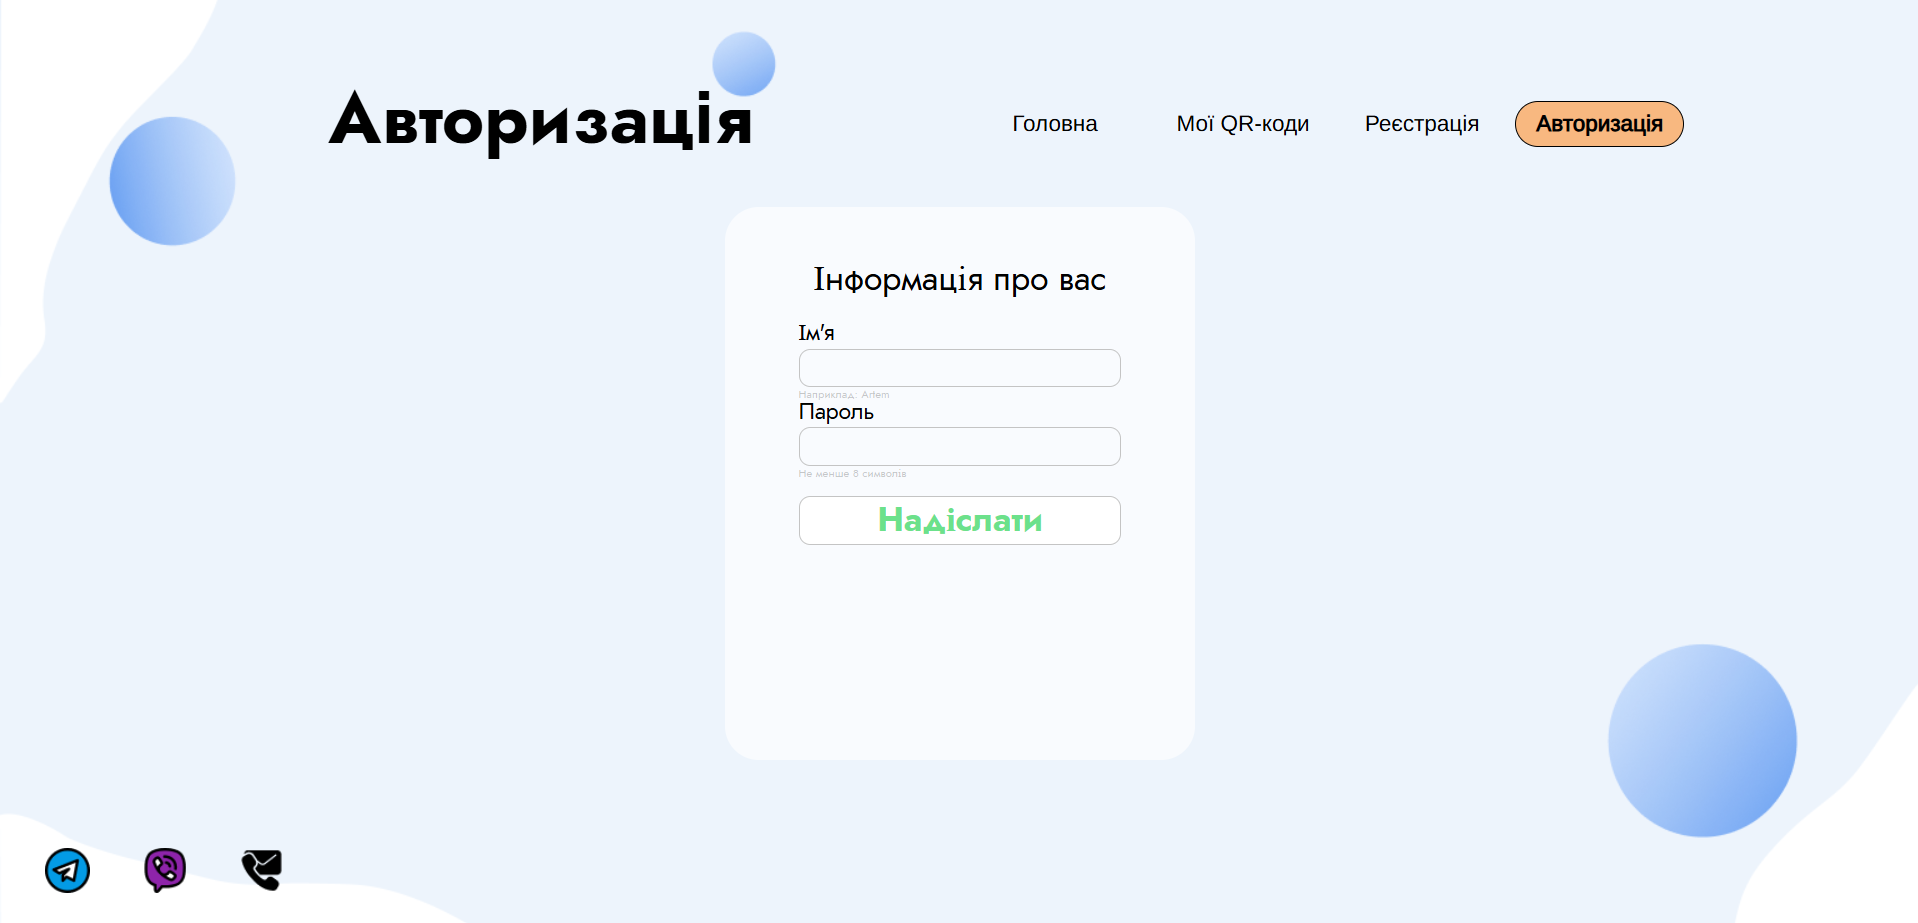 Авторизація
Головна
Мої QR-коди
Реєстрація
Авторизація
Інформація про вас
Ім'я
Наприклад: Artem
Пароль
Не менше 8 символів
Надіслати